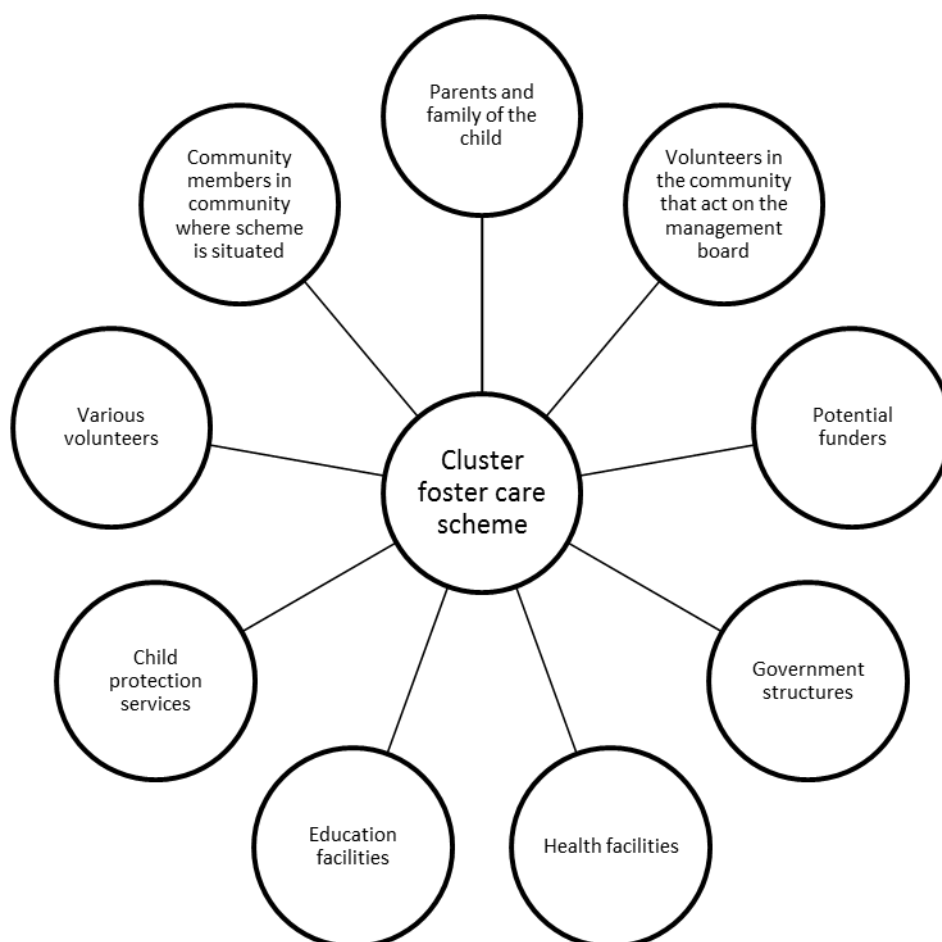 Parents and
family of the
child
Volunteers in
the community
that act on the
management
board
Potential
funders
Government
structures
Health facilities
Education
facilities
Child
protection
services
Various
volunteers
Community
members in
community
where scheme
is situated
Cluster
foster care
scheme